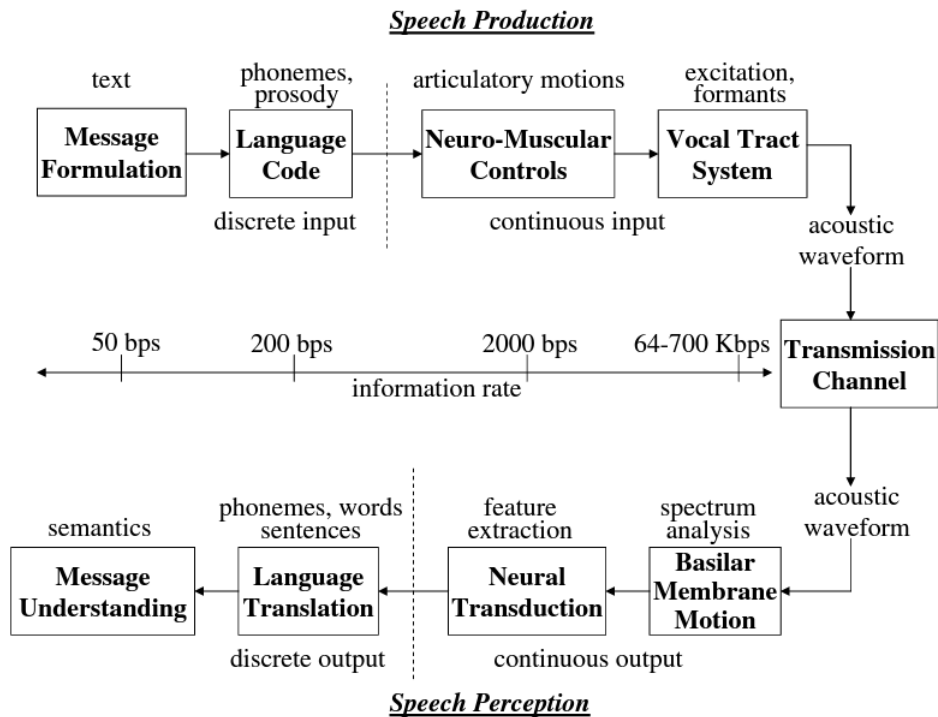 Speech Production
text
phonemes,
prosody
articulatory motions
excitation,
formants
Message
Formulation
Language
Code
Neuro-Muscular
Controls
Vocal Tract
System
discrete input
continuous input
acoustic
waveform
50 bps
200 bps
2000 bps
64-700 Kbps
information rate
Transmission
Channel
acoustic
waveform
semantics
phonemes, words
sentences
feature
extraction
spectrum
analysis
Message
Understanding
Language
Translation
Neural
Transduction
Basilar
Membrane
Motion
discrete output
continuous output
Speech Perception